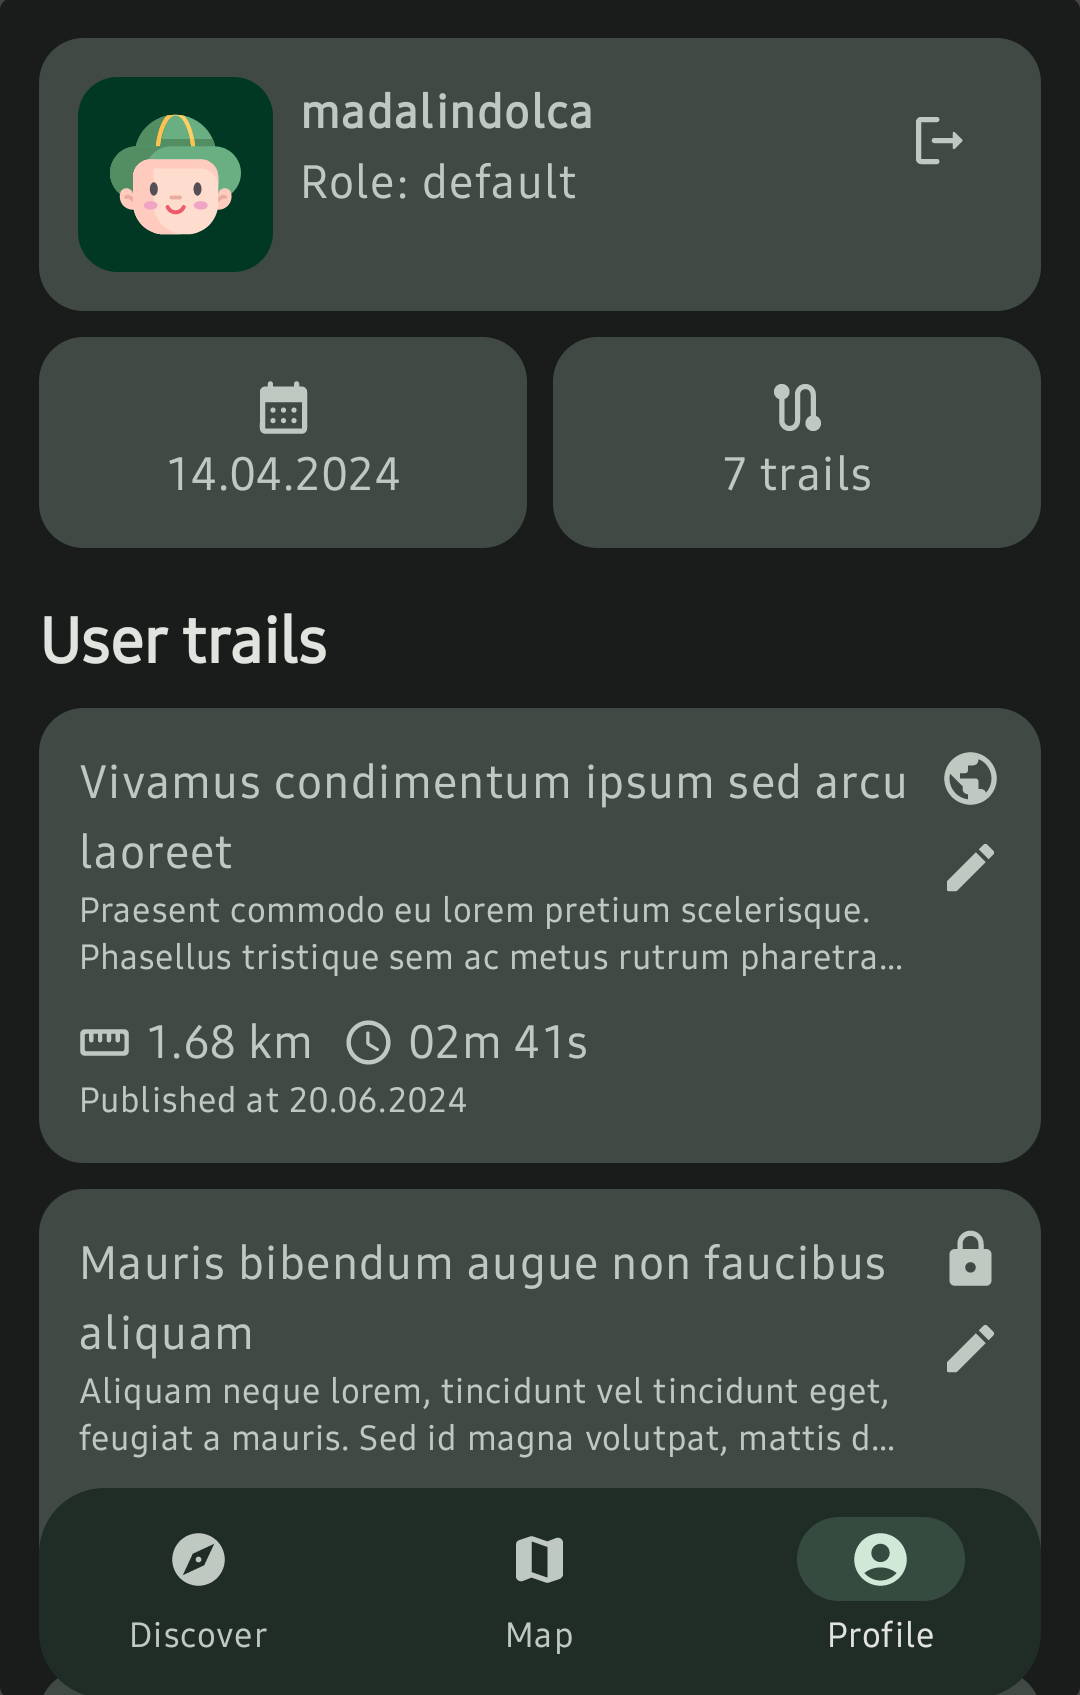 madalindolca
Role: default
14.04.2024
7 trails
User trails
Vivamus condimentum ipsum sed arcu
laoreet
Praesent commodo eu lorem pretium scelerisque.
Phasellus tristique sem ac metus rutrum pharetra...
1.68 km 02m 41s
Published at 20.06.2024
Mauris bibendum augue non faucibus
aliquam
Aliquam neque lorem, tincidunt vel tincidunt eget,
feugiat a mauris. Sed id magna volutpat, mattis d...
Discover Map Profile